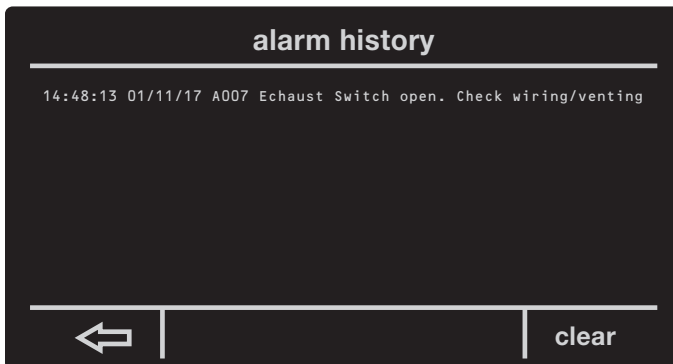 alarm history
14:48:13 01/11/17 A007 Echaust Switch open. Check wiring/venting
clear